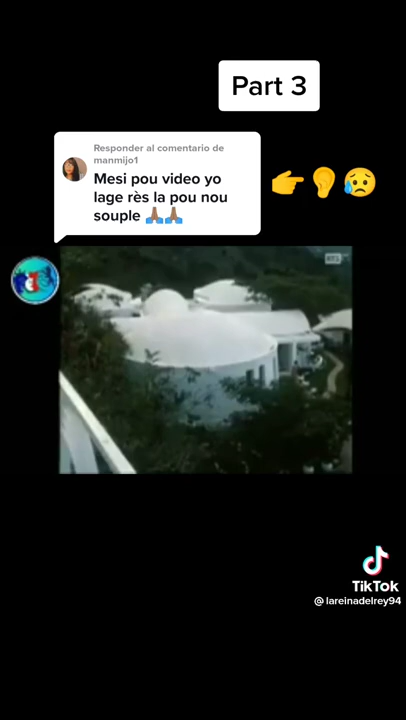 Part 3
Responder al comentario de
manmijo1
Mesi pou video yo
lage rès la pou nou
souple 🙏🏾🙏🏾
👉👂😥
TikTok
@lareinadelrey94